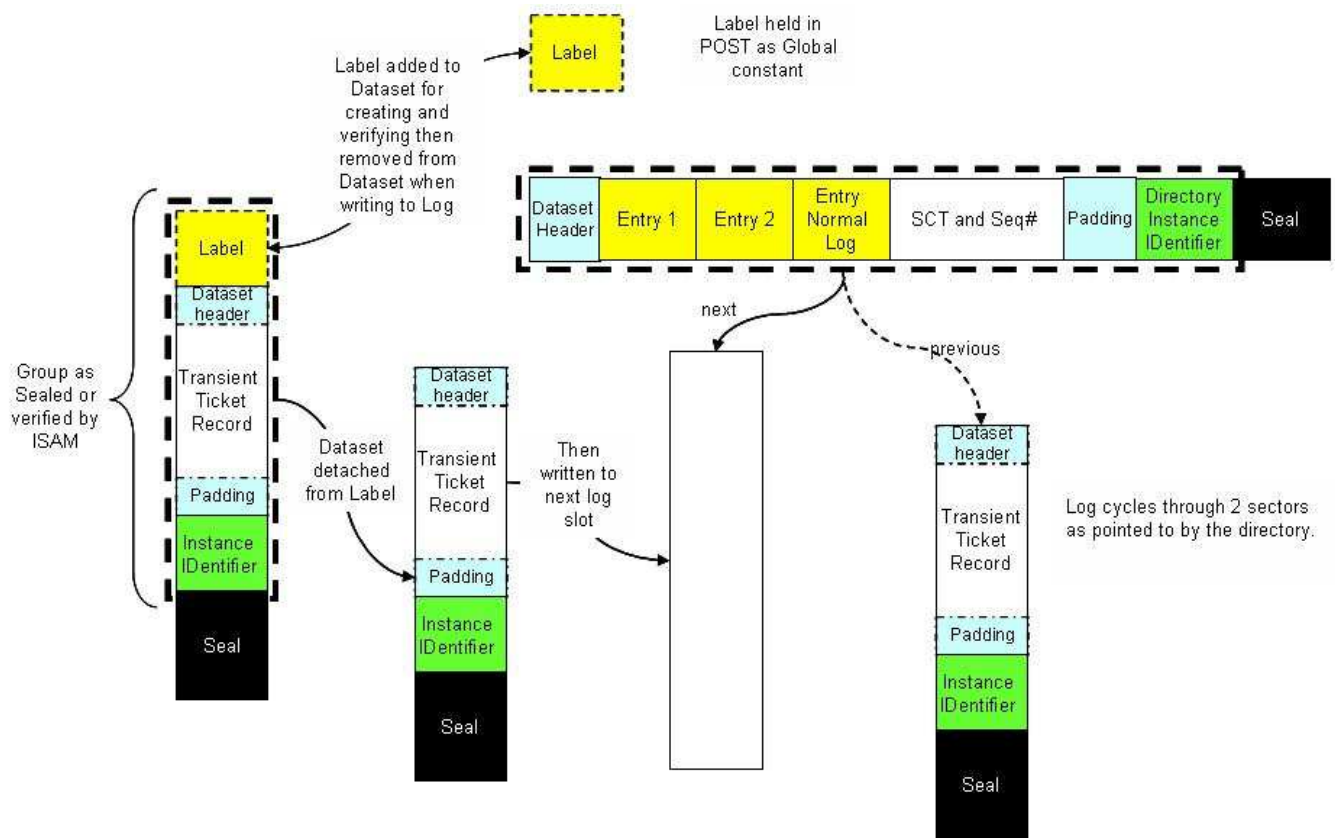 Label
Label held in
POST as Global
constant
Label added to
Dataset for
creating and
verifying then
removed from
Dataset when
writing to Log
Dataset
Header
Entry 1
Entry 2
Entry
Normal
Log
SCT and Seq#
Padding
Directory
Instance
IDentifier
Seal
next
previous
Group as
Sealed or
verified by
ISAM
Label
Dataset
header
Transient
Ticket
Record
Padding
Instance
IDentifier
Seal
Dataset
detached
from Label
Dataset
header
Transient
Ticket
Record
Padding
Instance
IDentifier
Seal
Then
written to
next log
slot
Dataset
header
Transient
Ticket
Record
Padding
Instance
IDentifier
Seal
Log cycles through 2 sectors
as pointed to by the directory.